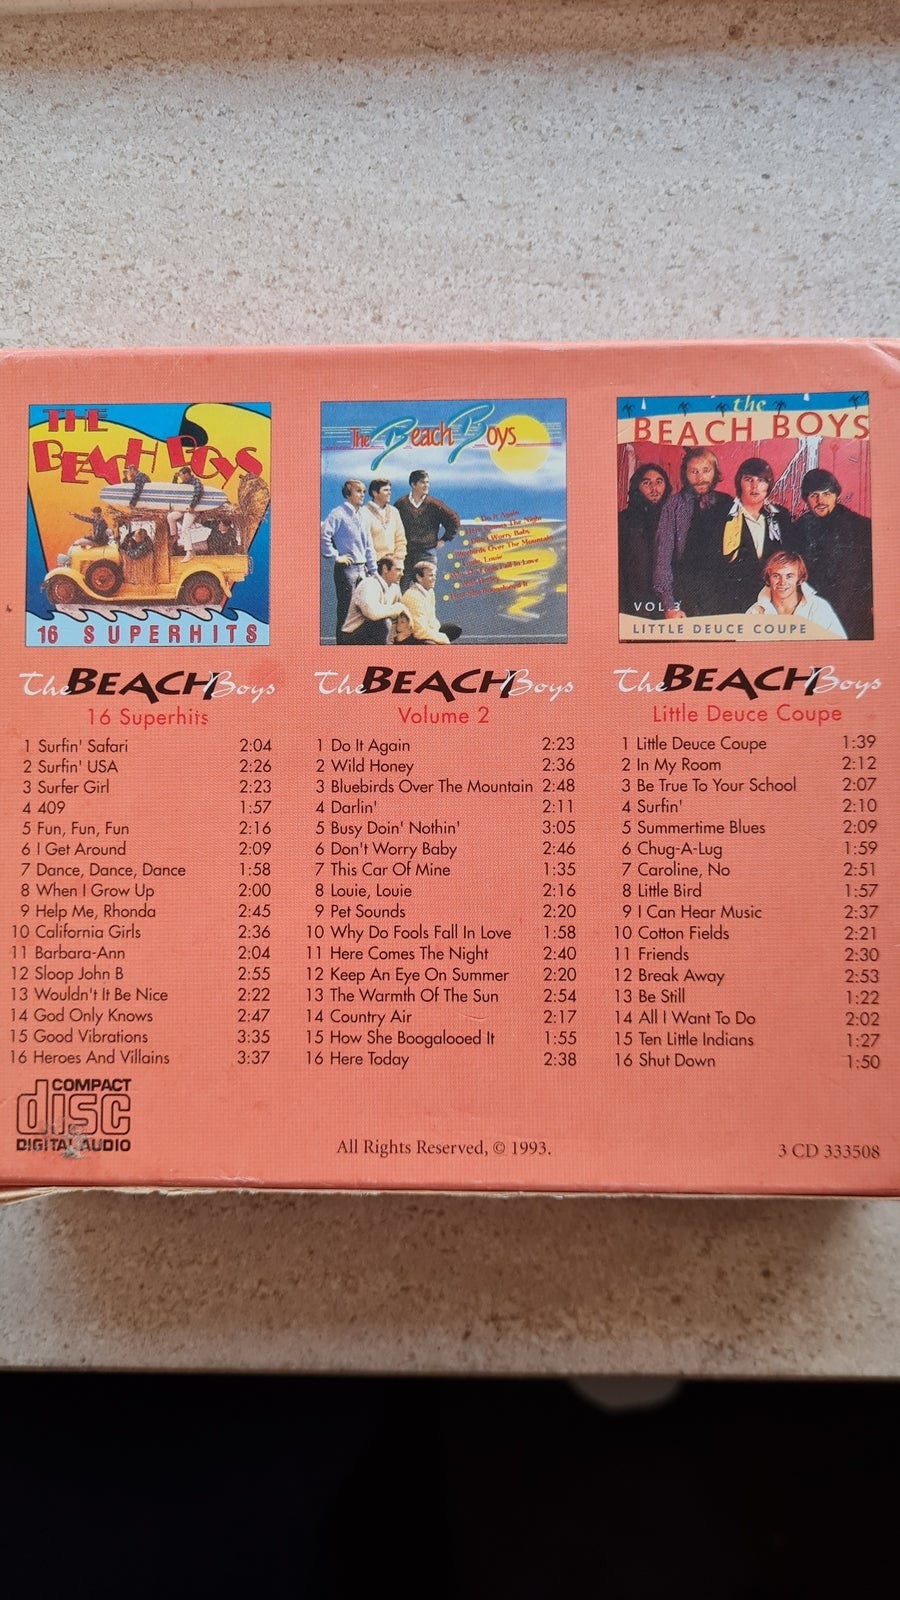 THE
BEACH BOYS
16 SUPERHITS
The Beach Boys
Do It Again
the
BEACH BOYS
VOL.3
LITTLE DEUCE COUPE
The BEACH Boys
16 Superhits
1 Surfin' Safari 2:04
2 Surfin' USA 2:26
3 Surfer Girl 2:23
4 409 1:57
5 Fun, Fun, Fun 2:16
6 I Get Around 2:09
7 Dance, Dance, Dance 1:58
8 When I Grow Up 2:00
9 Help Me, Rhonda 2:45
10 California Girls 2:36
11 Barbara-Ann 2:04
12 Sloop John B 2:55
13 Wouldn't It Be Nice 2:22
14 God Only Knows 2:47
15 Good Vibrations 3:35
16 Heroes And Villains 3:37
The BEACH Boys
Volume 2
1 Do It Again 2:23
2 Wild Honey 2:36
3 Bluebirds Over The Mountain 2:48
4 Darlin' 2:11
5 Busy Doin' Nothin' 3:05
6 Don't Worry Baby 2:46
7 This Car Of Mine 1:35
8 Louie, Louie 2:16
9 Pet Sounds 2:20
10 Why Do Fools Fall In Love 1:58
11 Here Comes The Night 2:40
12 Keep An Eye On Summer 2:20
13 The Warmth Of The Sun 2:54
14 Country Air 2:17
15 How She Boogalooed It 1:55
16 Here Today 2:38
The BEACH Boys
Little Deuce Coupe
1 Little Deuce Coupe 1:39
2 In My Room 2:12
3 Be True To Your School 2:07
4 Surfin' 2:10
5 Summertime Blues 2:09
6 Chug-A-Lug 1:59
7 Caroline, No 2:51
8 Little Bird 1:57
9 I Can Hear Music 2:37
10 Cotton Fields 2:21
11 Friends 2:30
12 Break Away 2:53
13 Be Still 1:22
14 All I Want To Do 2:02
15 Ten Little Indians 1:27
16 Shut Down 1:50
COMPACT
disc
DIGITAL AUDIO
All Rights Reserved, © 1993.
3 CD 333508